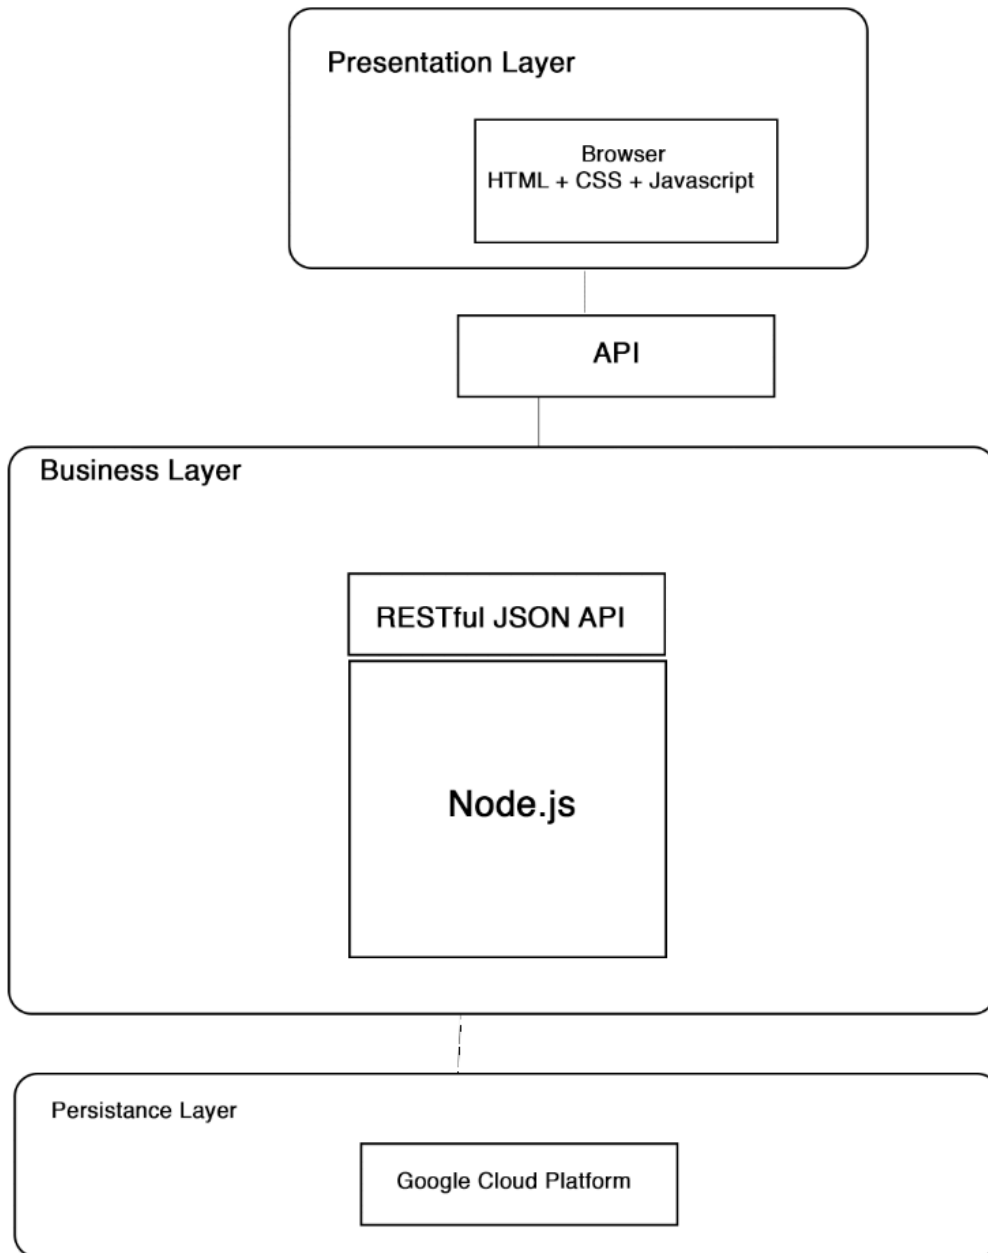 Presentation Layer
Browser
HTML + CSS + Javascript
API
Business Layer
RESTful JSON API
Node.js
Persistance Layer
Google Cloud Platform